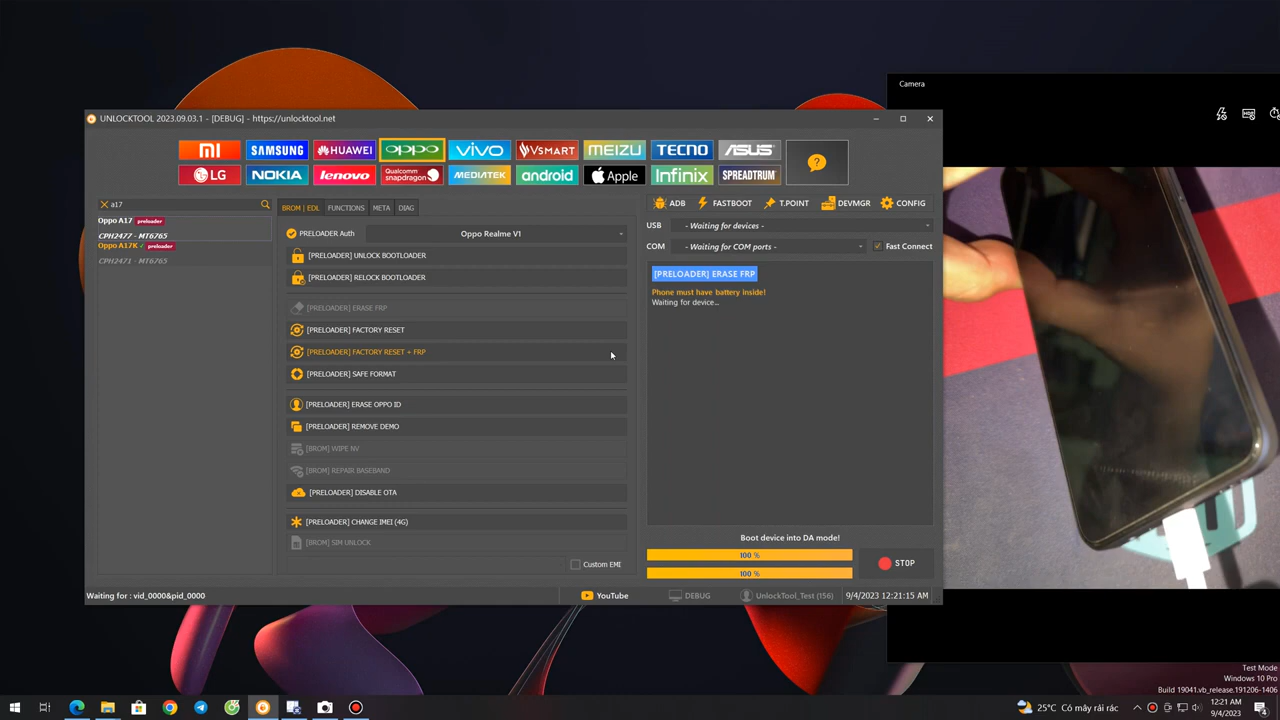 Camera
UNLOCKTOOL 2023.09.03.1 - [DEBUG] - https://unlocktool.net
MI SAMSUNG HUAWEI oppo vivo VSMART MEIZU TECNO ASUS ?
LG NOKIA lenovo Qualcomm snapdragon MEDIATEK android Apple Infinix SPREADTRUM
a17
Oppo A17 preloader
CPH2477 - MT6765
Oppo A17K ✓ preloader
CPH2471 - MT6765
BROM | EDL FUNCTIONS META DIAG
PRELOADER Auth Oppo Realme V1
[PRELOADER] UNLOCK BOOTLOADER
[PRELOADER] RELOCK BOOTLOADER
[PRELOADER] ERASE FRP
[PRELOADER] FACTORY RESET
[PRELOADER] FACTORY RESET + FRP
[PRELOADER] SAFE FORMAT
[PRELOADER] ERASE OPPO ID
[PRELOADER] REMOVE DEMO
[BROM] WIPE NV
[BROM] REPAIR BASEBAND
[PRELOADER] DISABLE OTA
[PRELOADER] CHANGE IMEI (4G)
[BROM] SIM UNLOCK
Custom EMI
ADB FASTBOOT T.POINT DEVMGR CONFIG
USB - Waiting for devices -
COM - Waiting for COM ports - Fast Connect
[PRELOADER] ERASE FRP
Phone must have battery inside!
Waiting for device...
Boot device into DA mode!
100 %
100 %
STOP
Waiting for : vid_0000&pid_0000 YouTube DEBUG UnlockTool_Test (156) 9/4/2023 12:21:15 AM
Test Mode
Windows 10 Pro
Build 19041.vb_release.191206-1406
25°C Có mây rải rác 12:21 AM
9/4/2023
4